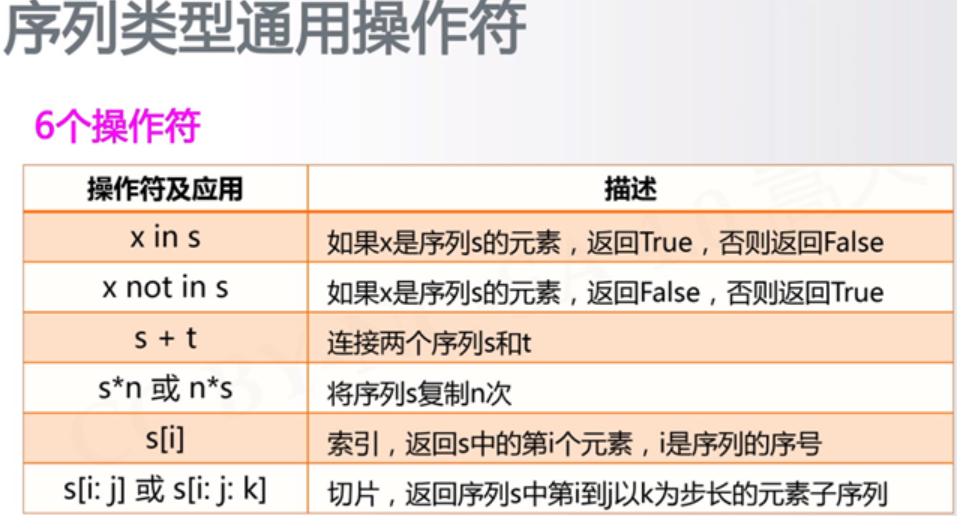 序列类型通用操作符
6个操作符
操作符及应用 描述
x in s 如果x是序列s的元素，返回True，否则返回False
x not in s 如果x是序列s的元素，返回False，否则返回True
s + t 连接两个序列s和t
s*n 或 n*s 将序列s复制n次
s[i] 索引，返回s中的第i个元素，i是序列的序号
s[i: j] 或 s[i: j: k] 切片，返回序列s中第i到j以k为步长的元素子序列